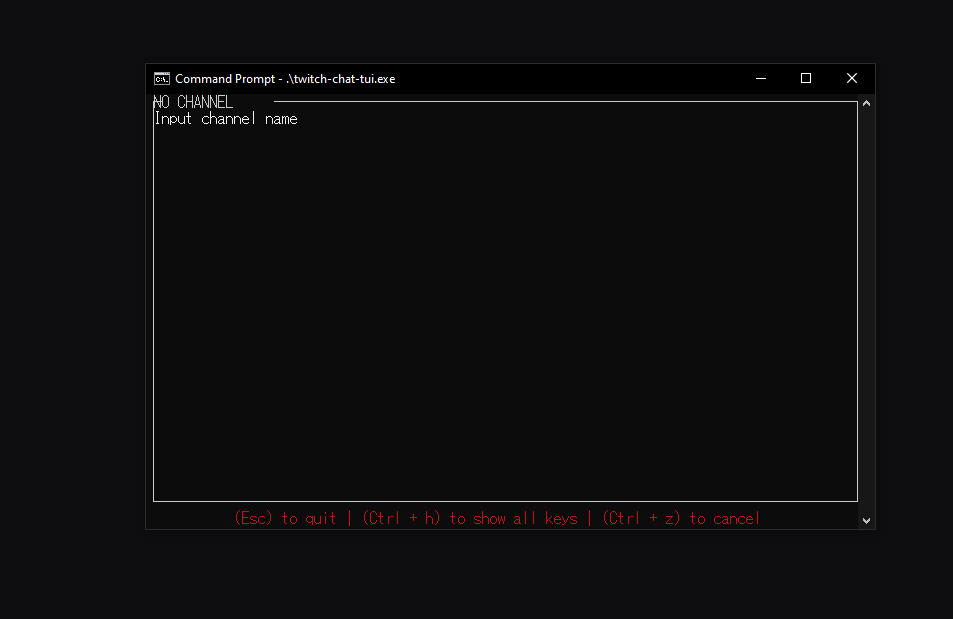 Command Prompt - .\twitch-chat-tui.exe
NO CHANNEL
Input channel name
(Esc) to quit | (Ctrl + h) to show all keys | (Ctrl + z) to cancel